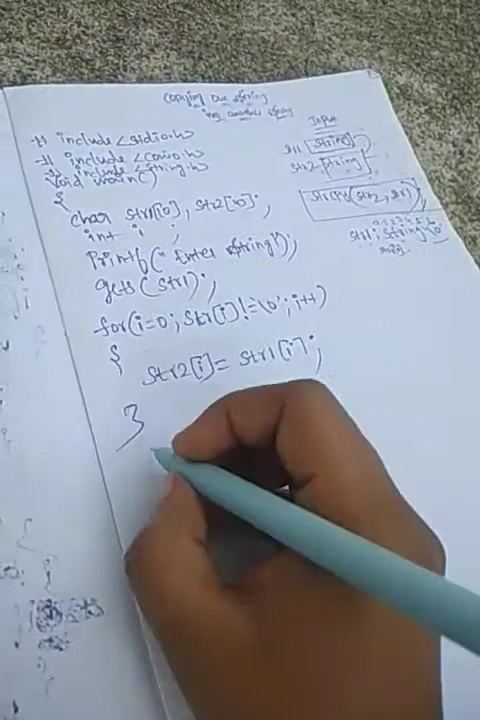 Copying one string
into another string
# include <stdio.h>
# include <conio.h>
# include <string.h>
void main()
{
char str1[10], str2[10];
int i ;
Printf("Enter string");
gets(str1);
for(i=0; str[i]!='\0'; i++)
{
str2[i]= str1[i];
}
Input
str1 string
str2 string
strcpy(str2, str1)
str1: string\0